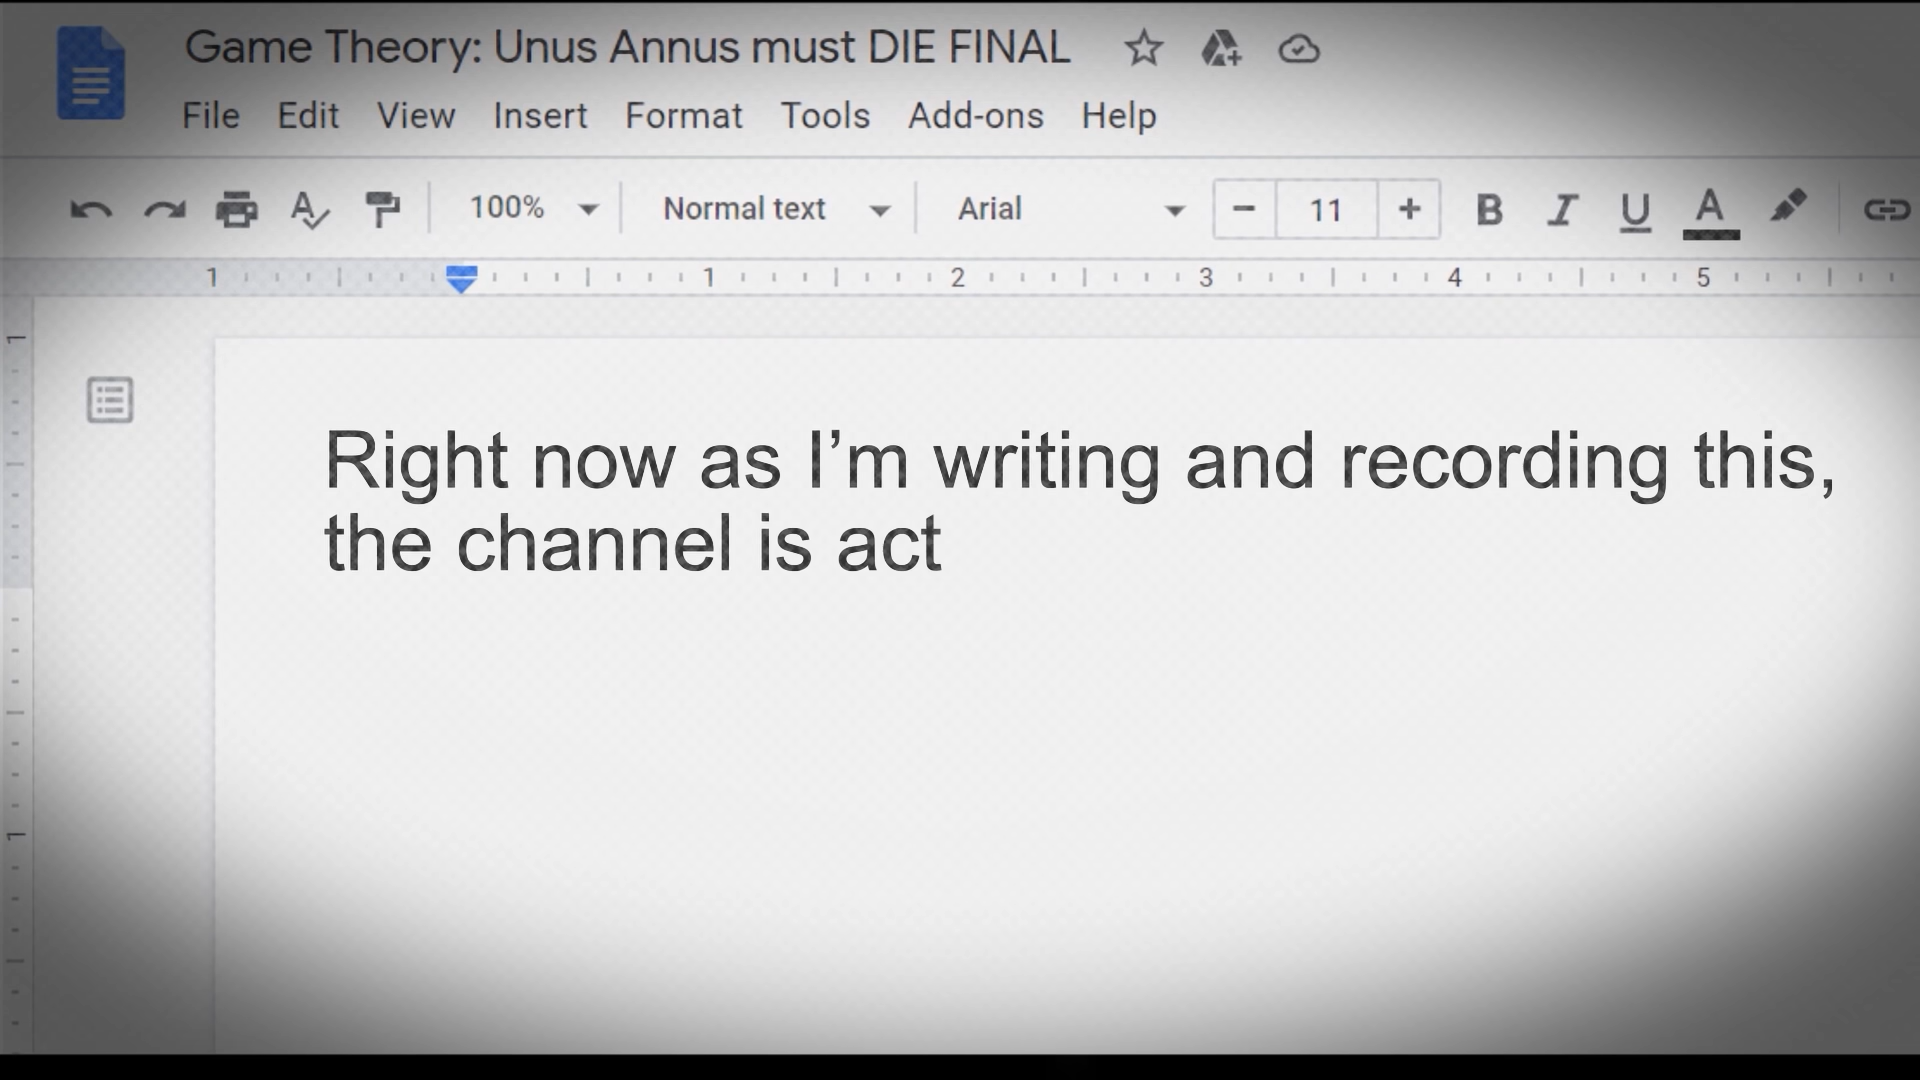 Game Theory: Unus Annus must DIE FINAL
File Edit View Insert Format Tools Add-ons Help
100% Normal text Arial − 11 + B I U A
1 1 2 3 4 5
1
Right now as I’m writing and recording this,
the channel is act
1